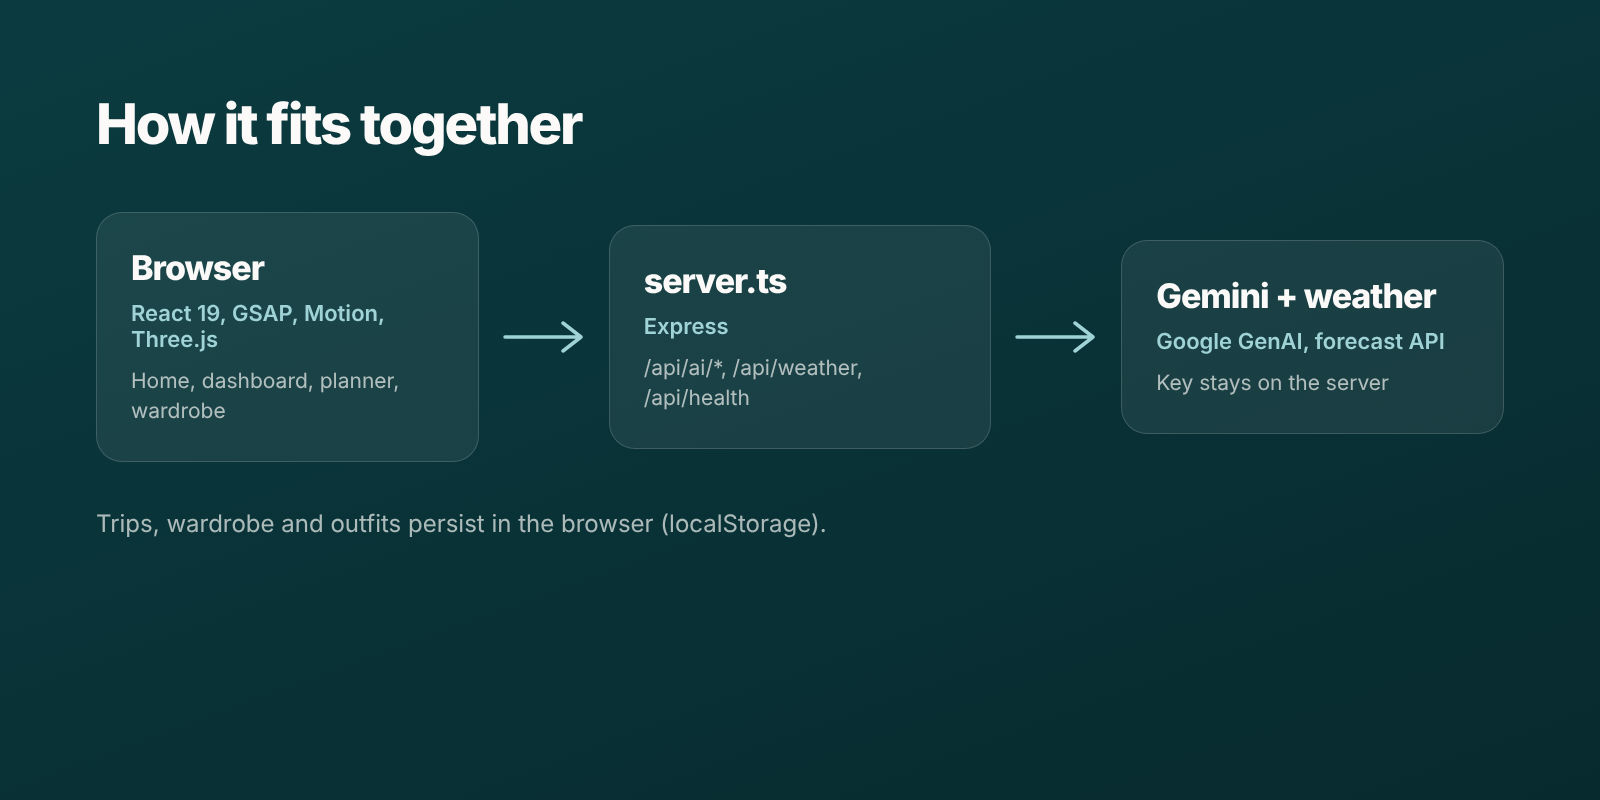 How it fits together
Browser
React 19, GSAP, Motion,
Three.js
Home, dashboard, planner,
wardrobe
server.ts
Express
/api/ai/*, /api/weather,
/api/health
Gemini + weather
Google GenAI, forecast API
Key stays on the server
Trips, wardrobe and outfits persist in the browser (localStorage).